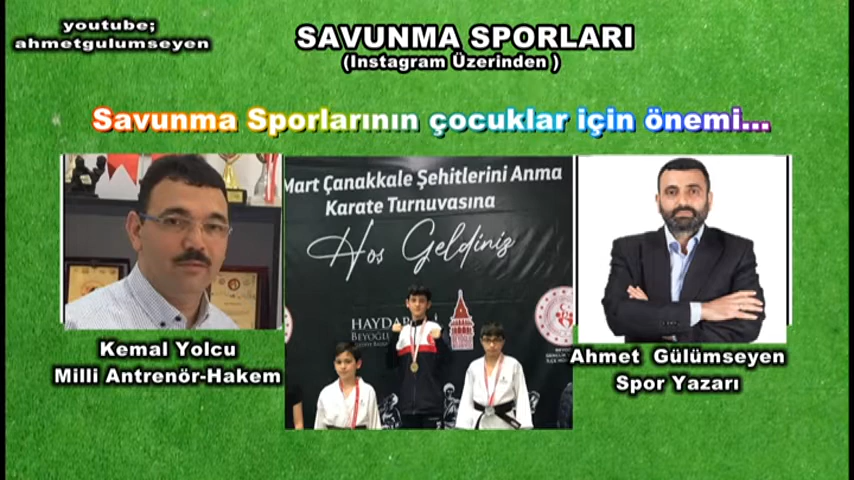 youtube;
ahmetgulumseyen
SAVUNMA SPORLARI
(Instagram Üzerinden )
Savunma Sporlarının çocuklar için önemi...
Mart Çanakkale Şehitlerini Anma
Karate Turnuvasına
Hoş Geldiniz
Kemal Yolcu
Milli Antrenör-Hakem
Ahmet Gülümseyen
Spor Yazarı